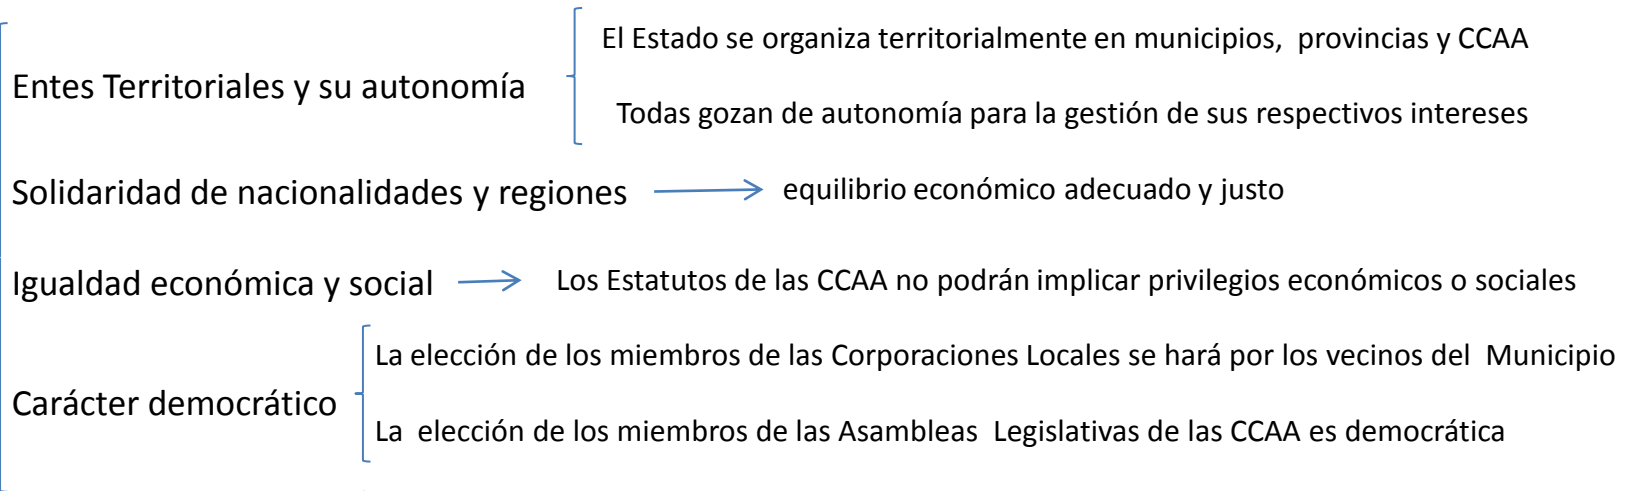 El Estado se organiza territorialmente en municipios, provincias y CCAA
Entes Territoriales y su autonomía
Todas gozan de autonomía para la gestión de sus respectivos intereses
Solidaridad de nacionalidades y regiones
equilibrio económico adecuado y justo
Igualdad económica y social
Los Estatutos de las CCAA no podrán implicar privilegios económicos o sociales
La elección de los miembros de las Corporaciones Locales se hará por los vecinos del Municipio
Carácter democrático
La elección de los miembros de las Asambleas Legislativas de las CCAA es democrática